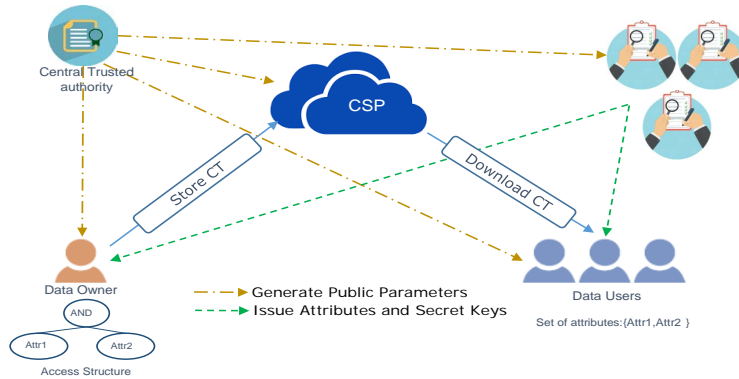 Central Trusted
authority
CSP
Store CT
Download CT
Data Owner
AND
Attr1
Attr2
Access Structure
Generate Public Parameters
Issue Attributes and Secret Keys
Data Users
Set of attributes:{Attr1,Attr2 }